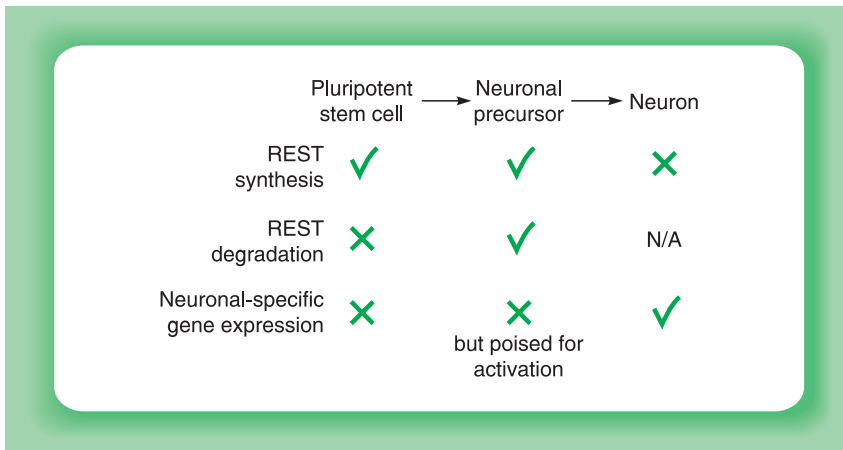 Pluripotent
stem cell
Neuronal
precursor
Neuron
REST
synthesis
REST
degradation
N/A
Neuronal-specific
gene expression
but poised for
activation